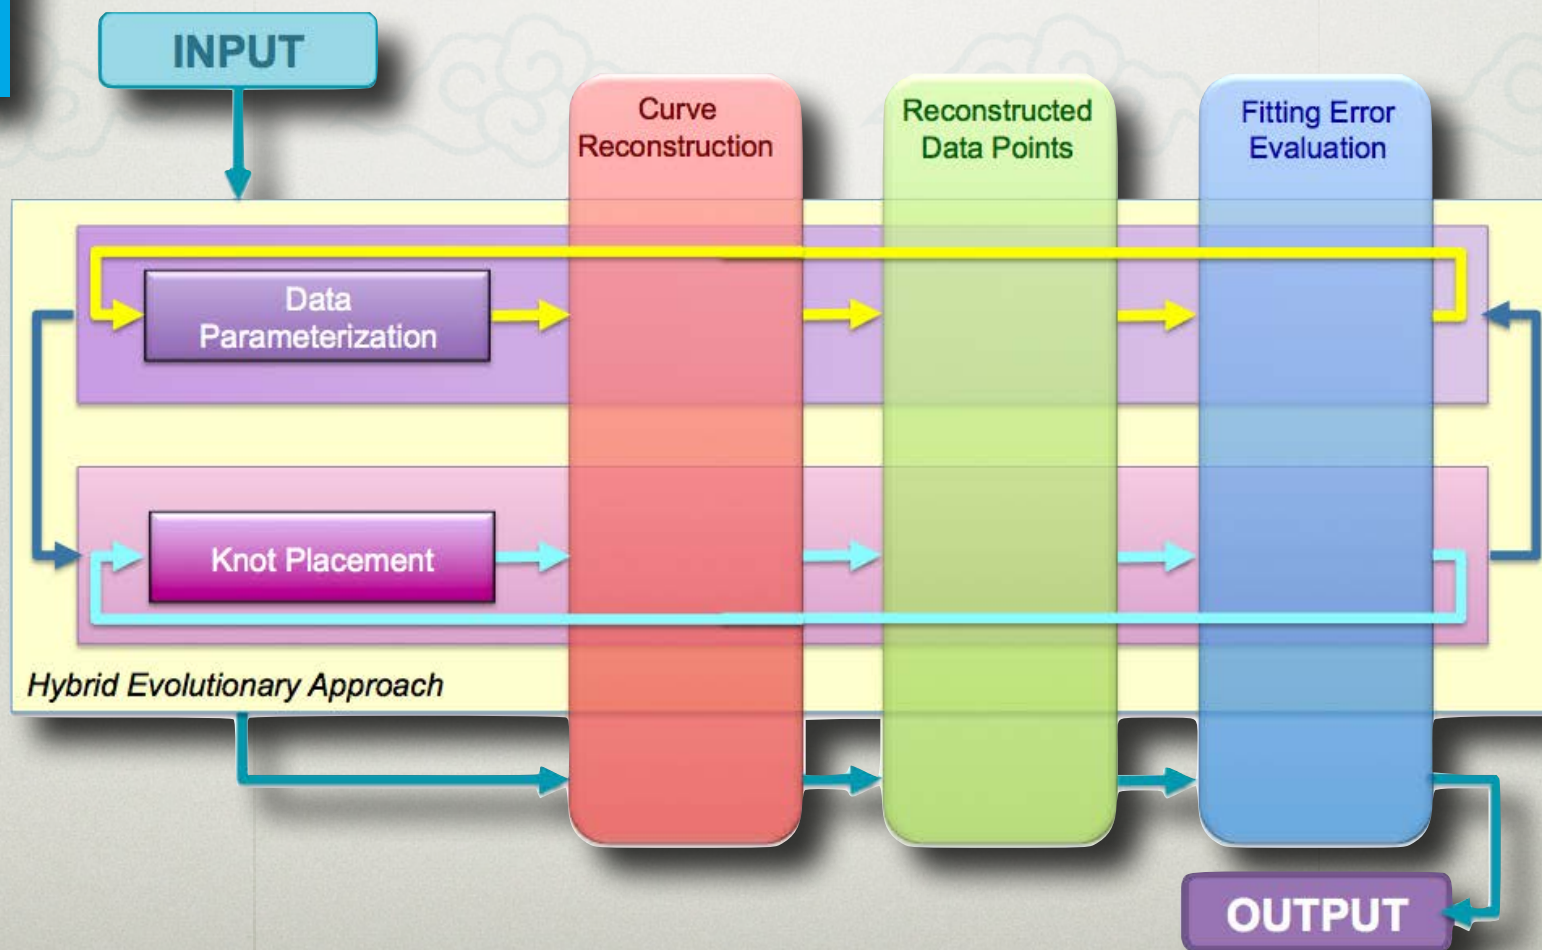 INPUT
Curve
Reconstruction
Reconstructed
Data Points
Fitting Error
Evaluation
Data
Parameterization
Knot Placement
Hybrid Evolutionary Approach
OUTPUT